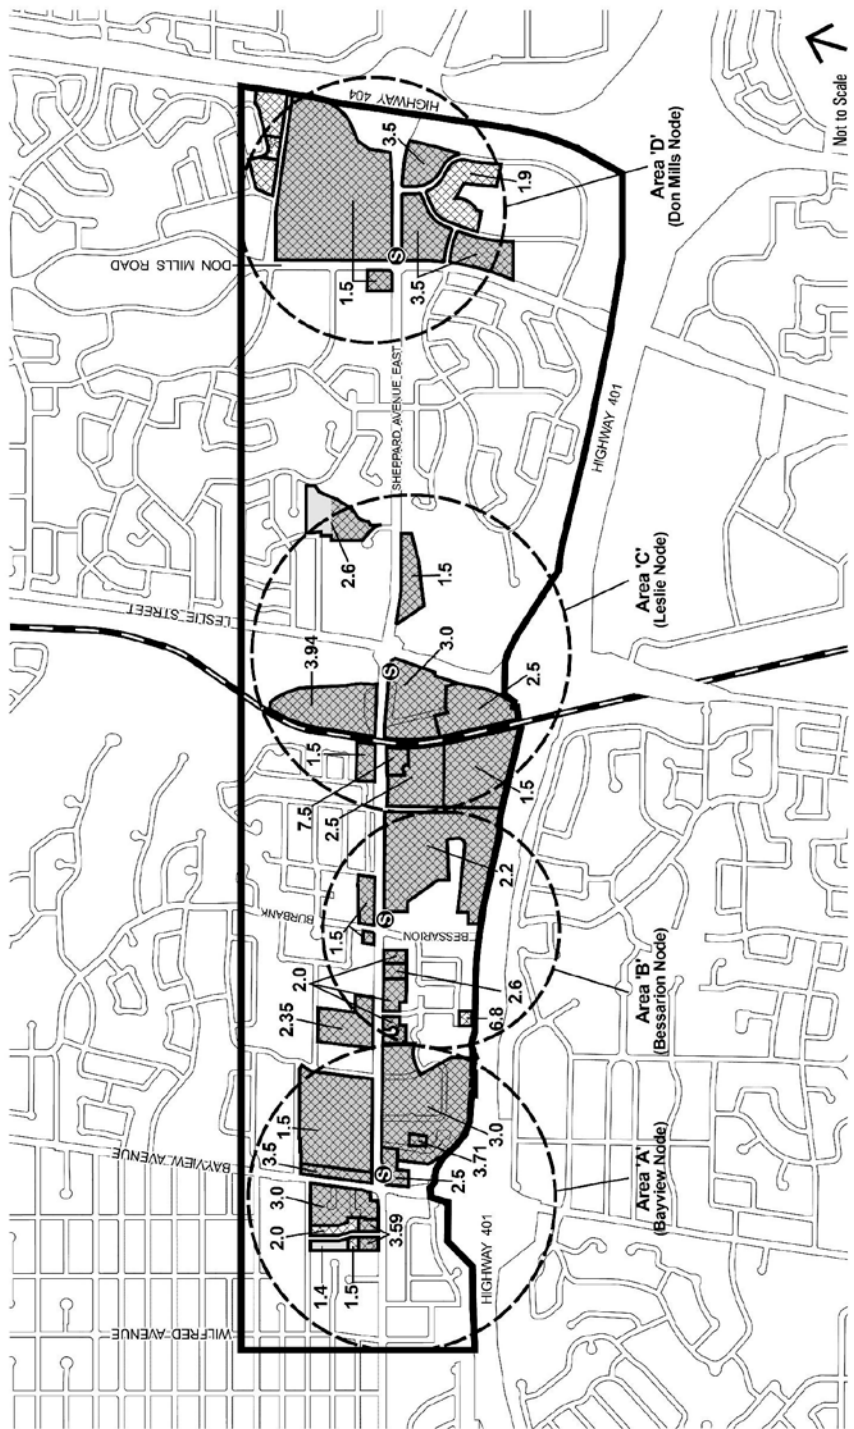 HIGHWAY 404
3.5
1.9
Area 'D'
(Don Mills Node)
Not to Scale
DON MILLS ROAD
S
1.5
3.5
SHEPPARD AVENUE EAST
HIGHWAY 401
2.6
1.5
LESLIE STREET
3.94
3.0
S
2.5
Area 'C'
(Leslie Node)
1.5
7.5
2.5
1.5
2.2
BURBANK
1.5
S
BESSARION
2.0
2.6
2.35
6.8
Area 'B'
(Bessarion Node)
BAYVIEW AVENUE
1.5
3.5
3.0
3.71
2.5
S
3.0
2.0
3.59
1.4
1.5
Area 'A'
(Bayview Node)
HIGHWAY 401
WILFRED AVENUE